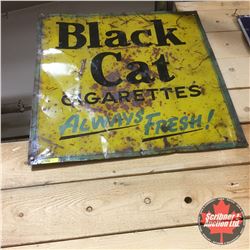 Black
Cat
CIGARETTES
ALWAYS FRESH!
Scribner
Auction Ltd